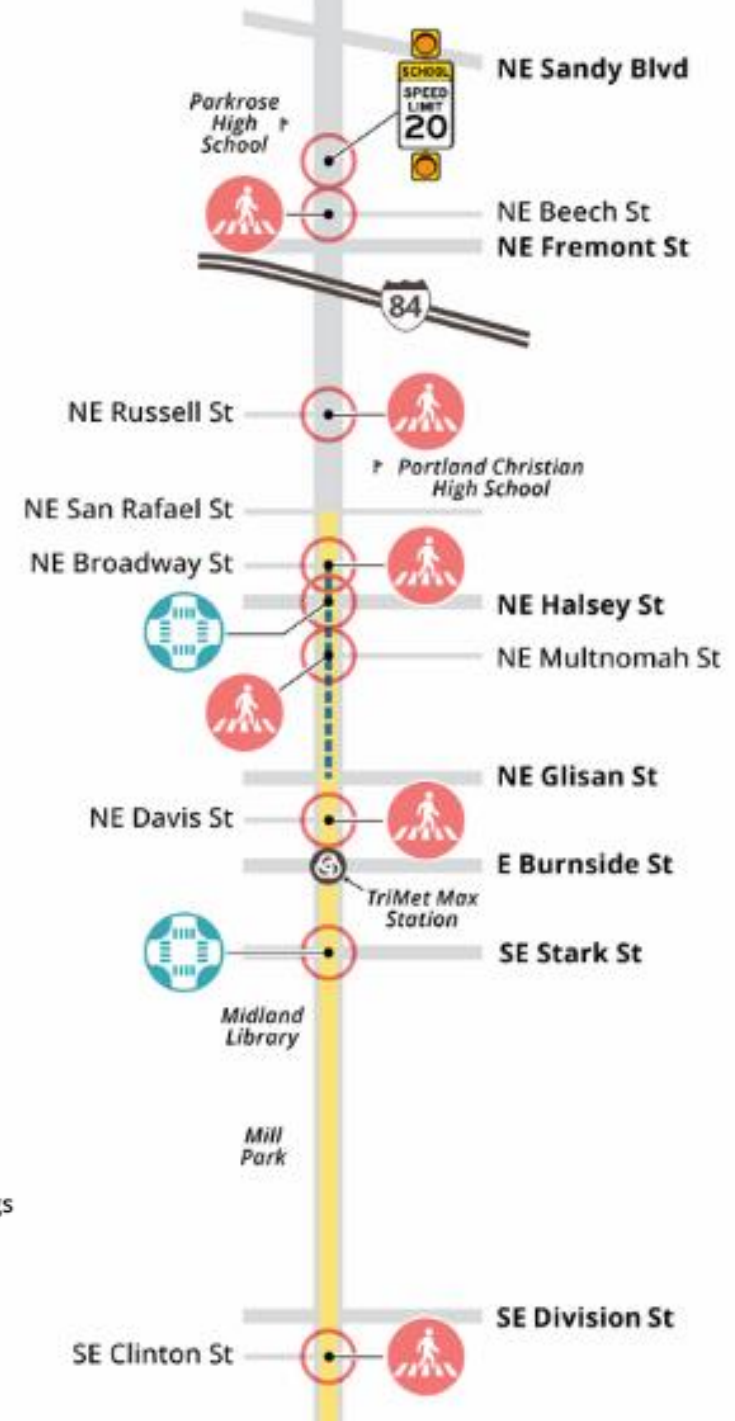 NE Sandy Blvd
SCHOOL
SPEED
LIMIT
20
Parkrose
High
School
NE Beech St
NE Fremont St
84
NE Russell St
Portland Christian
High School
NE San Rafael St
NE Broadway St
NE Halsey St
NE Multnomah St
NE Glisan St
NE Davis St
E Burnside St
TriMet Max
Station
SE Stark St
Midland
Library
Mill
Park
gs
SE Division St
SE Clinton St